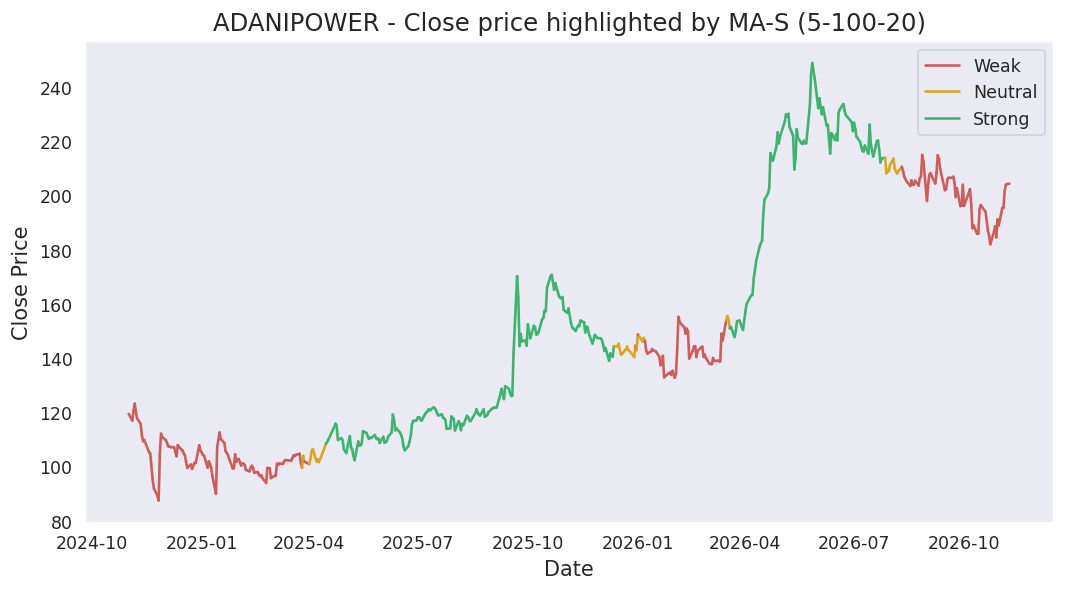 ADANIPOWER - Close price highlighted by MA-S (5-100-20)
Weak
Neutral
Strong
Close Price
240
220
200
180
160
140
120
100
80
2024-10 2025-01 2025-04 2025-07 2025-10 2026-01 2026-04 2026-07 2026-10
Date